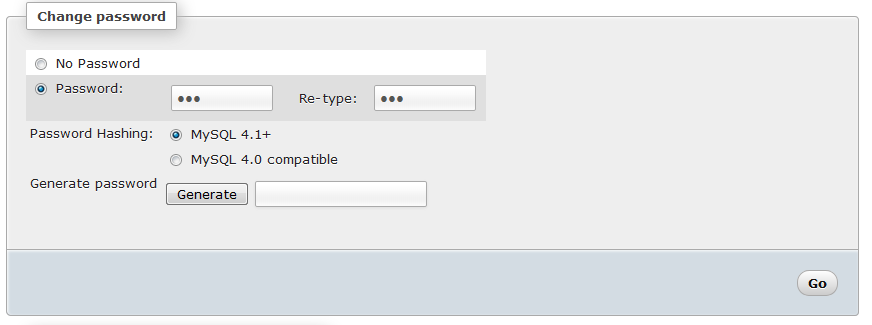 Change password
No Password
Password: ••• Re-type: •••
Password Hashing: MySQL 4.1+
MySQL 4.0 compatible
Generate password Generate
Go